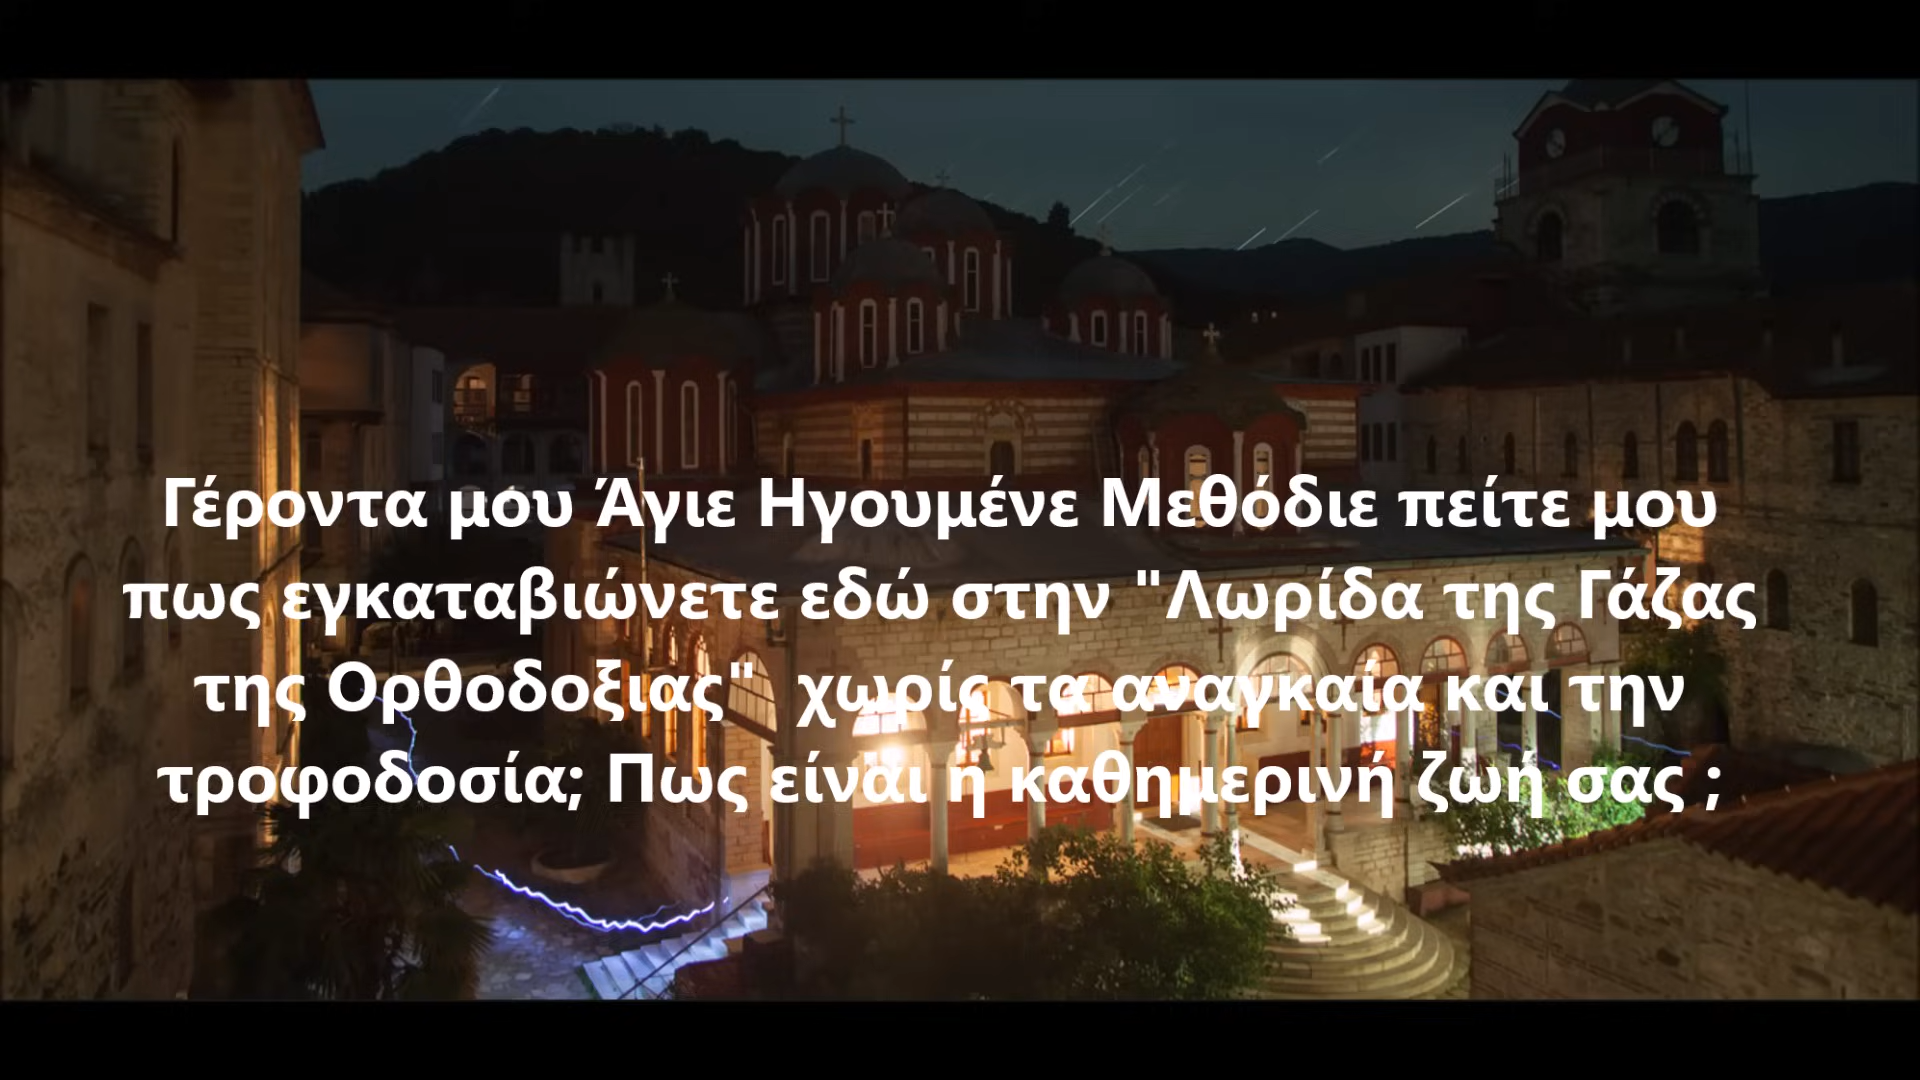 Γέροντα μου Άγιε Ηγουμένε Μεθόδιε πείτε μου
πως εγκαταβιώνετε εδώ στην "Λωρίδα της Γάζας
της Ορθοδοξιας"  χωρίς τα αναγκαία και την
τροφοδοσία; Πως είναι η καθημερινή ζωή σας ;